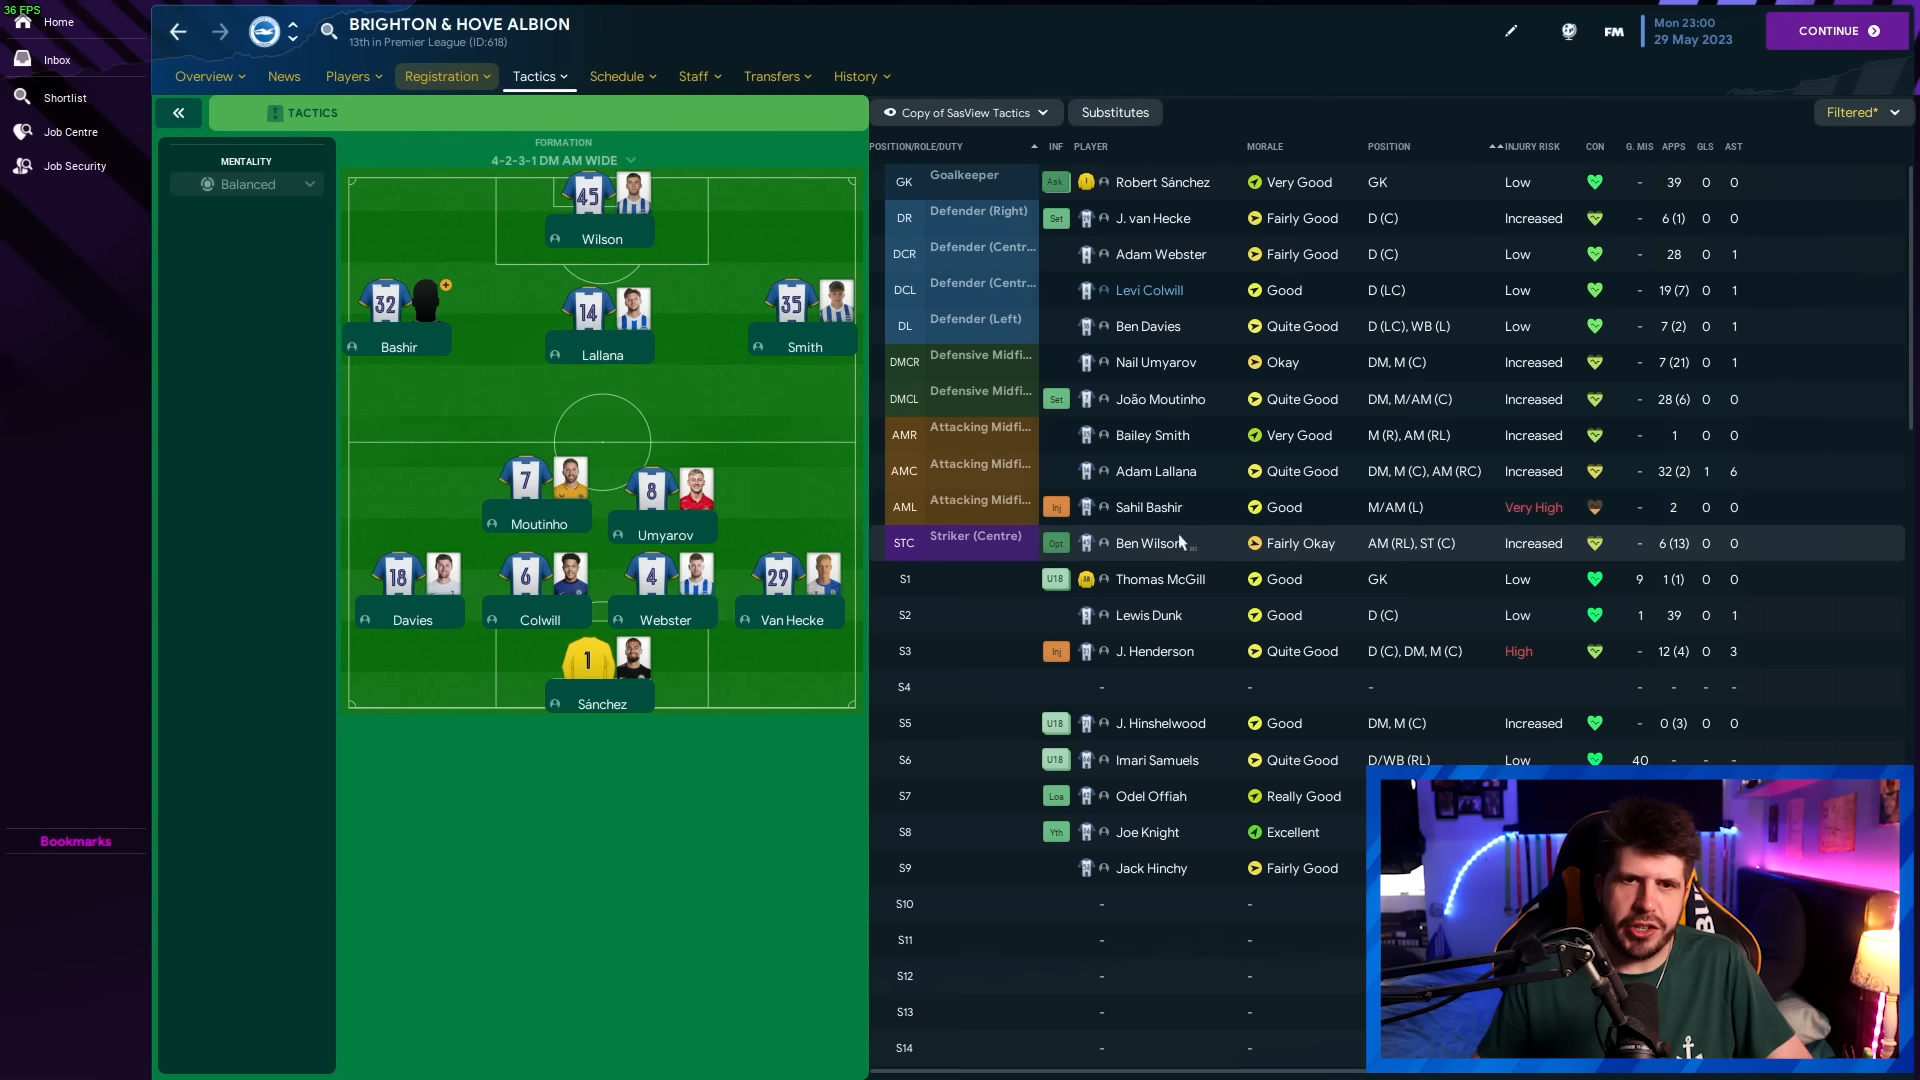 36 FPS
Home
Inbox
Shortlist
Job Centre
Job Security
Bookmarks
BRIGHTON & HOVE ALBION
13th in Premier League (ID:618)
FM
Mon 23:00
29 May 2023
CONTINUE
Overview News Players Registration Tactics Schedule Staff Transfers History
TACTICS
MENTALITY
Balanced
FORMATION
4-2-3-1 DM AM WIDE
45
Wilson
32 14 35
Bashir Lallana Smith
7 8
Moutinho Umyarov
18 6 4 29
Davies Colwill Webster Van Hecke
1
Sánchez
Copy of SasView Tactics Substitutes Filtered*
POSITION/ROLE/DUTY INF PLAYER MORALE POSITION INJURY RISK CON G. MIS APPS GLS AST
GK Goalkeeper Ask Robert Sánchez Very Good GK Low - 39 0 0
DR Defender (Right) Set J. van Hecke Fairly Good D (C) Increased - 6 (1) 0 0
DCR Defender (Centr... Adam Webster Fairly Good D (C) Low - 28 0 1
DCL Defender (Centr... Levi Colwill Good D (LC) Low - 19 (7) 0 1
DL Defender (Left) Ben Davies Quite Good D (LC), WB (L) Low - 7 (2) 0 1
DMCR Defensive Midfi... Nail Umyarov Okay DM, M (C) Increased - 7 (21) 0 1
DMCL Defensive Midfi... Set João Moutinho Quite Good DM, M/AM (C) Increased - 28 (6) 0 1
AMR Attacking Midfi... Bailey Smith Very Good M (R), AM (RL) Increased - 1 0 0
AMC Attacking Midfi... Adam Lallana Quite Good DM, M (C), AM (RC) Increased - 32 (2) 1 6
AML Attacking Midfi... Inj Sahil Bashir Good M/AM (L) Very High - 2 0 0
STC Striker (Centre) Opt Ben Wilson Fairly Okay AM (RL), ST (C) Increased - 6 (13) 0 0
S1 U18 Thomas McGill Good GK Low 9 1 (1) 0 0
S2 Lewis Dunk Good D (C) Low 1 39 0 1
S3 Inj J. Henderson Quite Good D (C), DM, M (C) High - 12 (4) 0 3
S4 - - - - - - -
S5 U18 J. Hinshelwood Good DM, M (C) Increased - 0 (3) 0 0
S6 U18 Imari Samuels Quite Good D/WB (RL) Low 40 - - -
S7 Loa Odel Offiah Really Good
S8 Yth Joe Knight Excellent
S9 Jack Hinchy Fairly Good
S10 - -
S11 - -
S12 - -
S13 - -
S14 - -